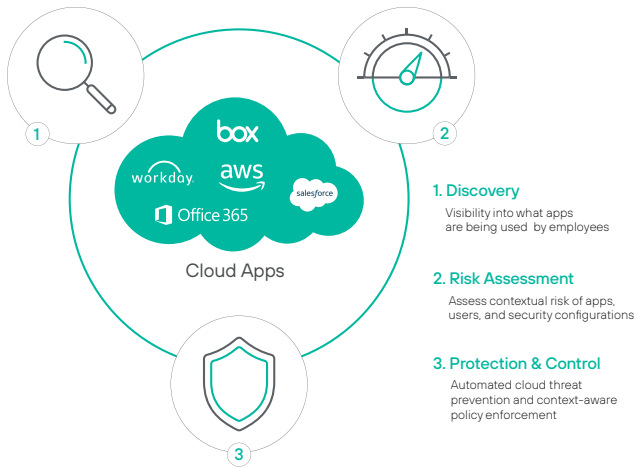 1
2
box
workday.
aws
salesforce
Office 365
Cloud Apps
3
1. Discovery
Visibility into what apps
are being used by employees
2. Risk Assessment
Assess contextual risk of apps,
users, and security configurations
3. Protection & Control
Automated cloud threat
prevention and context-aware
policy enforcement